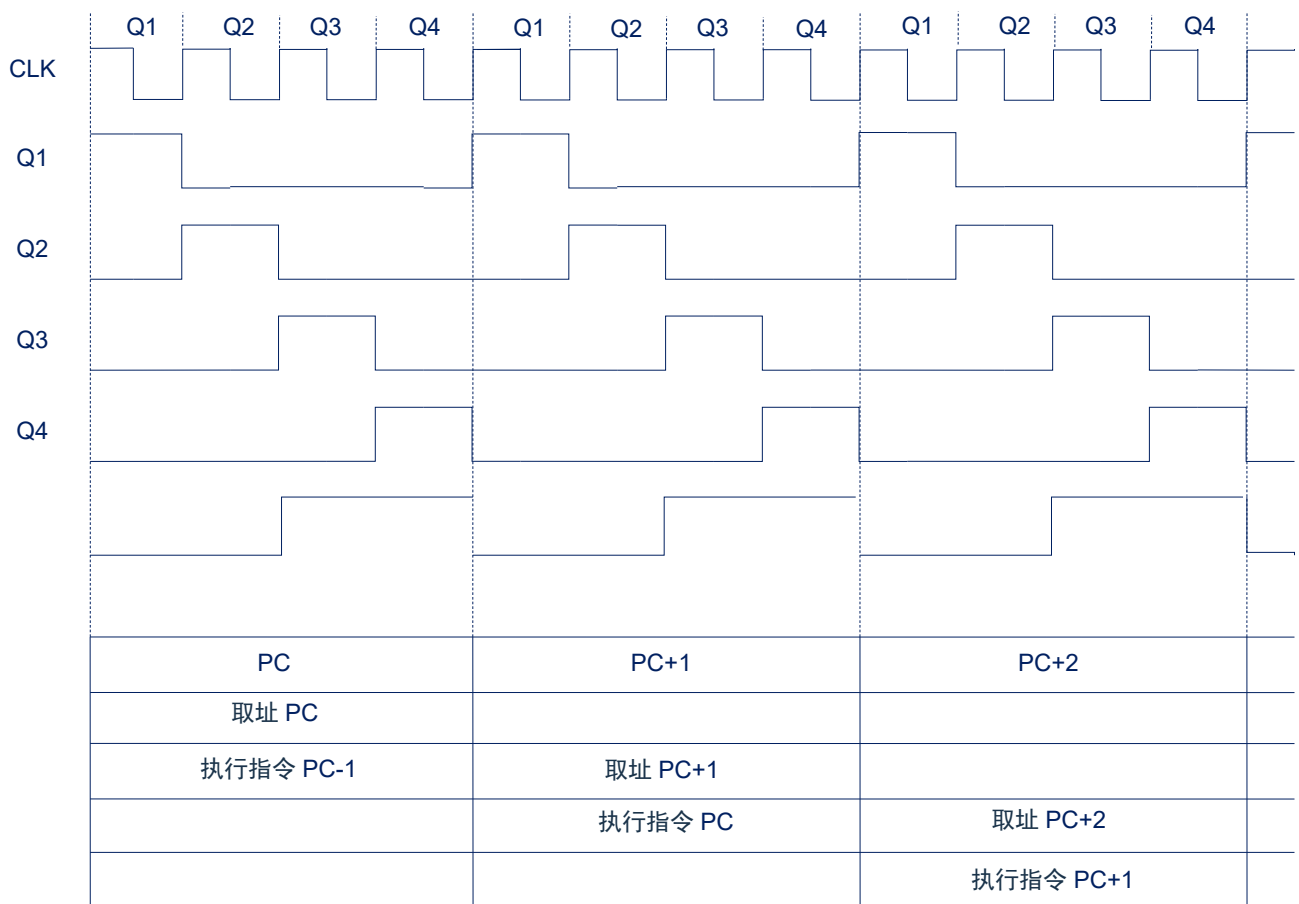 Q1 Q2 Q3 Q4 Q1 Q2 Q3 Q4 Q1 Q2 Q3 Q4
CLK
Q1
Q2
Q3
Q4
PC PC+1 PC+2
取址 PC
执行指令 PC-1 取址 PC+1
执行指令 PC 取址 PC+2
执行指令 PC+1